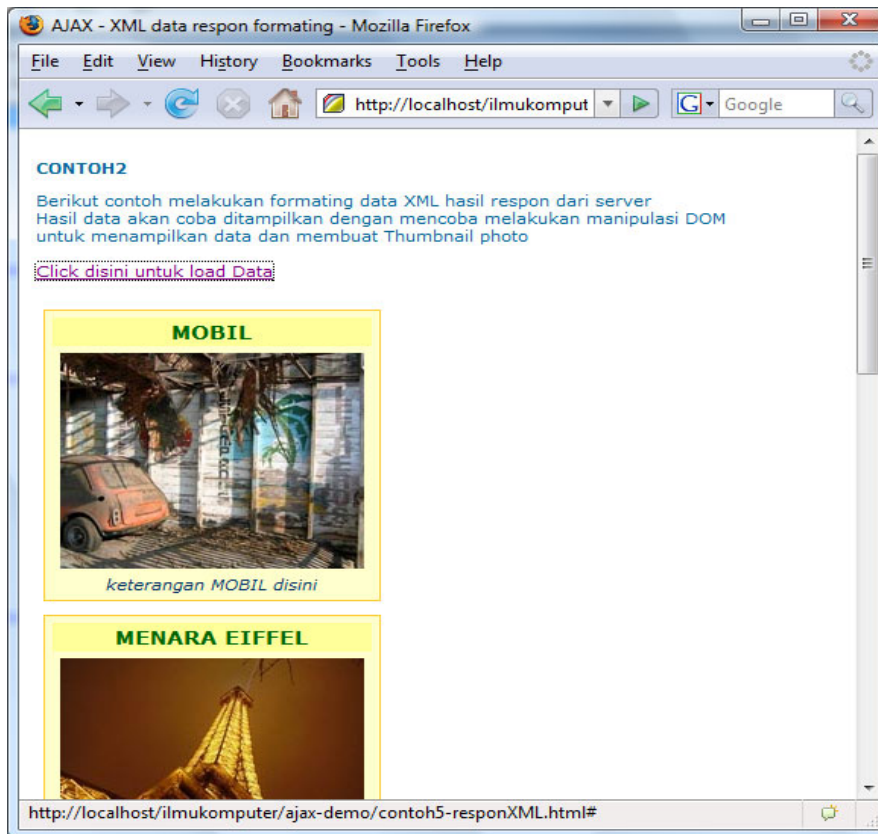 AJAX - XML data respon formating - Mozilla Firefox
File Edit View History Bookmarks Tools Help
http://localhost/ilmukomput G Google
CONTOH2
Berikut contoh melakukan formating data XML hasil respon dari server
Hasil data akan coba ditampilkan dengan mencoba melakukan manipulasi DOM
untuk menampilkan data dan membuat Thumbnail photo
Click disini untuk load Data
MOBIL
keterangan MOBIL disini
MENARA EIFFEL
http://localhost/ilmukomputer/ajax-demo/contoh5-responXML.html#